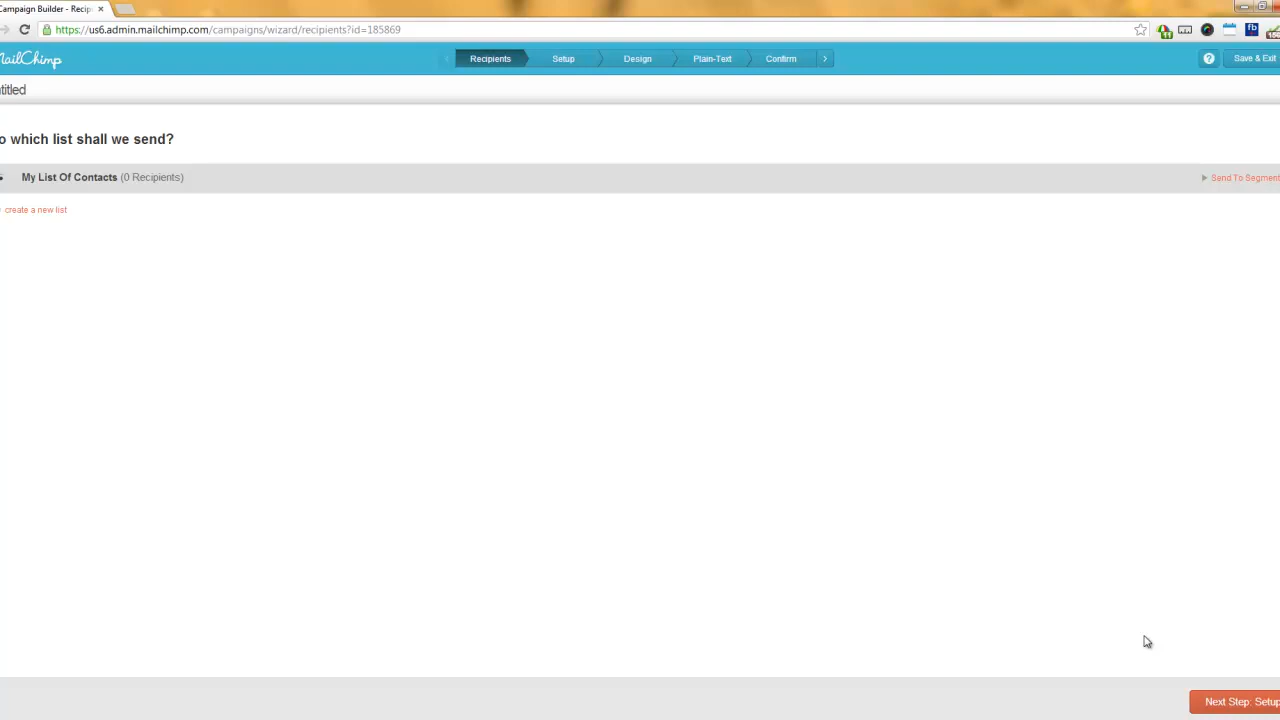 Campaign Builder - Recip
https://us6.admin.mailchimp.com/campaigns/wizard/recipients?id=185869
MailChimp
Recipients
Setup
Design
Plain-Text
Confirm
Save & Exit
ntitled
o which list shall we send?
My List Of Contacts (0 Recipients)
Send To Segment
create a new list
Next Step: Setup